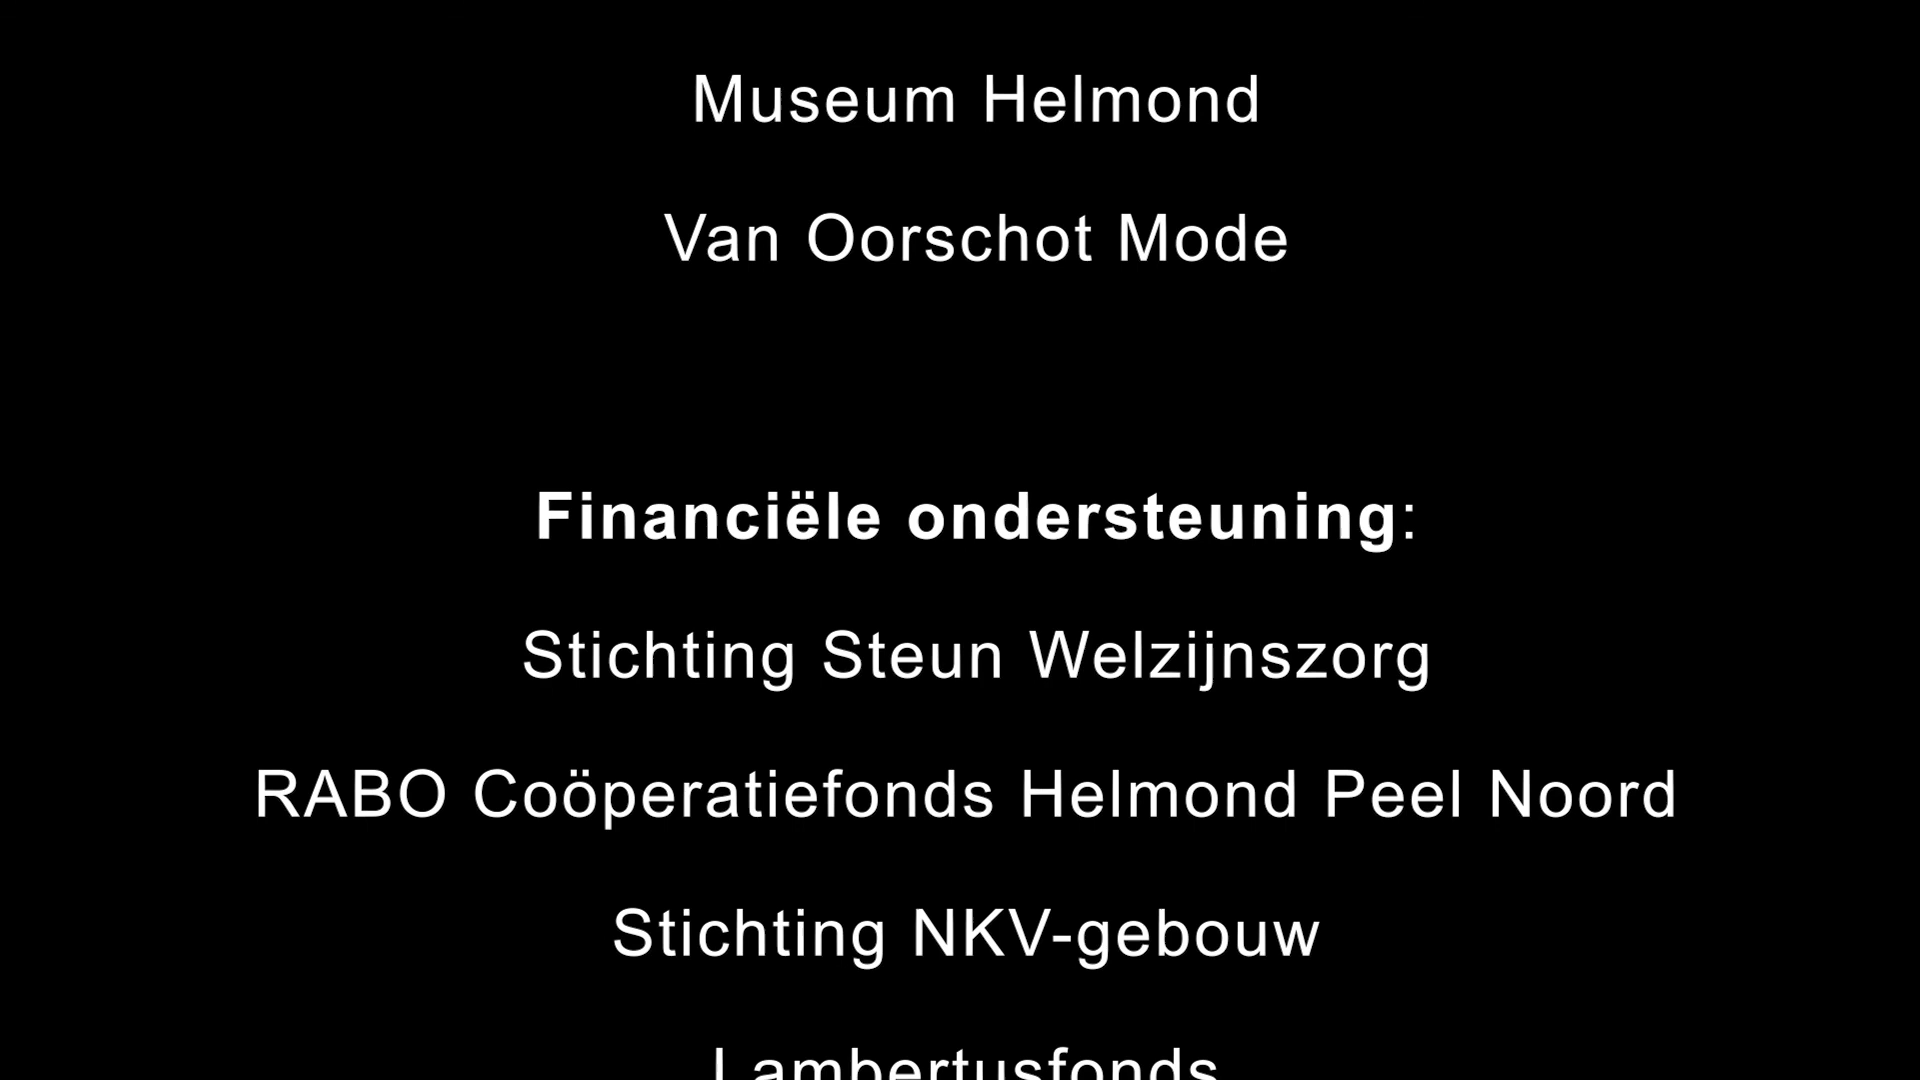 Museum Helmond
Van Oorschot Mode
Financiële ondersteuning:
Stichting Steun Welzijnszorg
RABO Coöperatiefonds Helmond Peel Noord
Stichting NKV-gebouw
Lambertusfonds